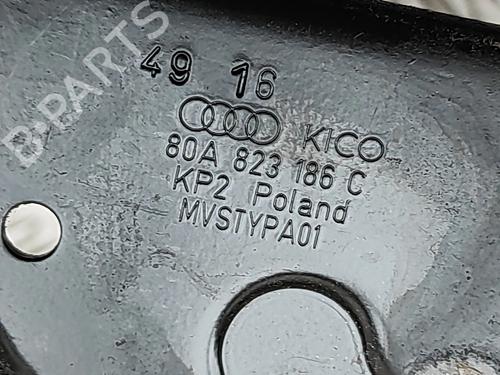 B-PARTS
49 16
KICO
80A 823 186 C
KP2 Poland
MVSTYPA01